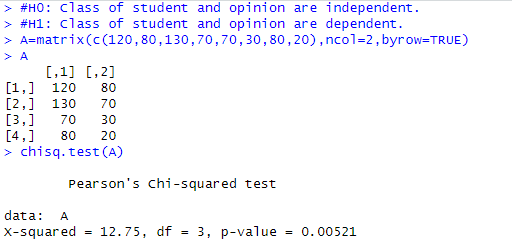 > #H0: Class of student and opinion are independent.
> #H1: Class of student and opinion are dependent.
> A=matrix(c(120,80,130,70,70,30,80,20),ncol=2,byrow=TRUE)
> A
[,1] [,2]
[1,] 120 80
[2,] 130 70
[3,] 70 30
[4,] 80 20
> chisq.test(A)
Pearson's Chi-squared test
data: A
X-squared = 12.75, df = 3, p-value = 0.00521